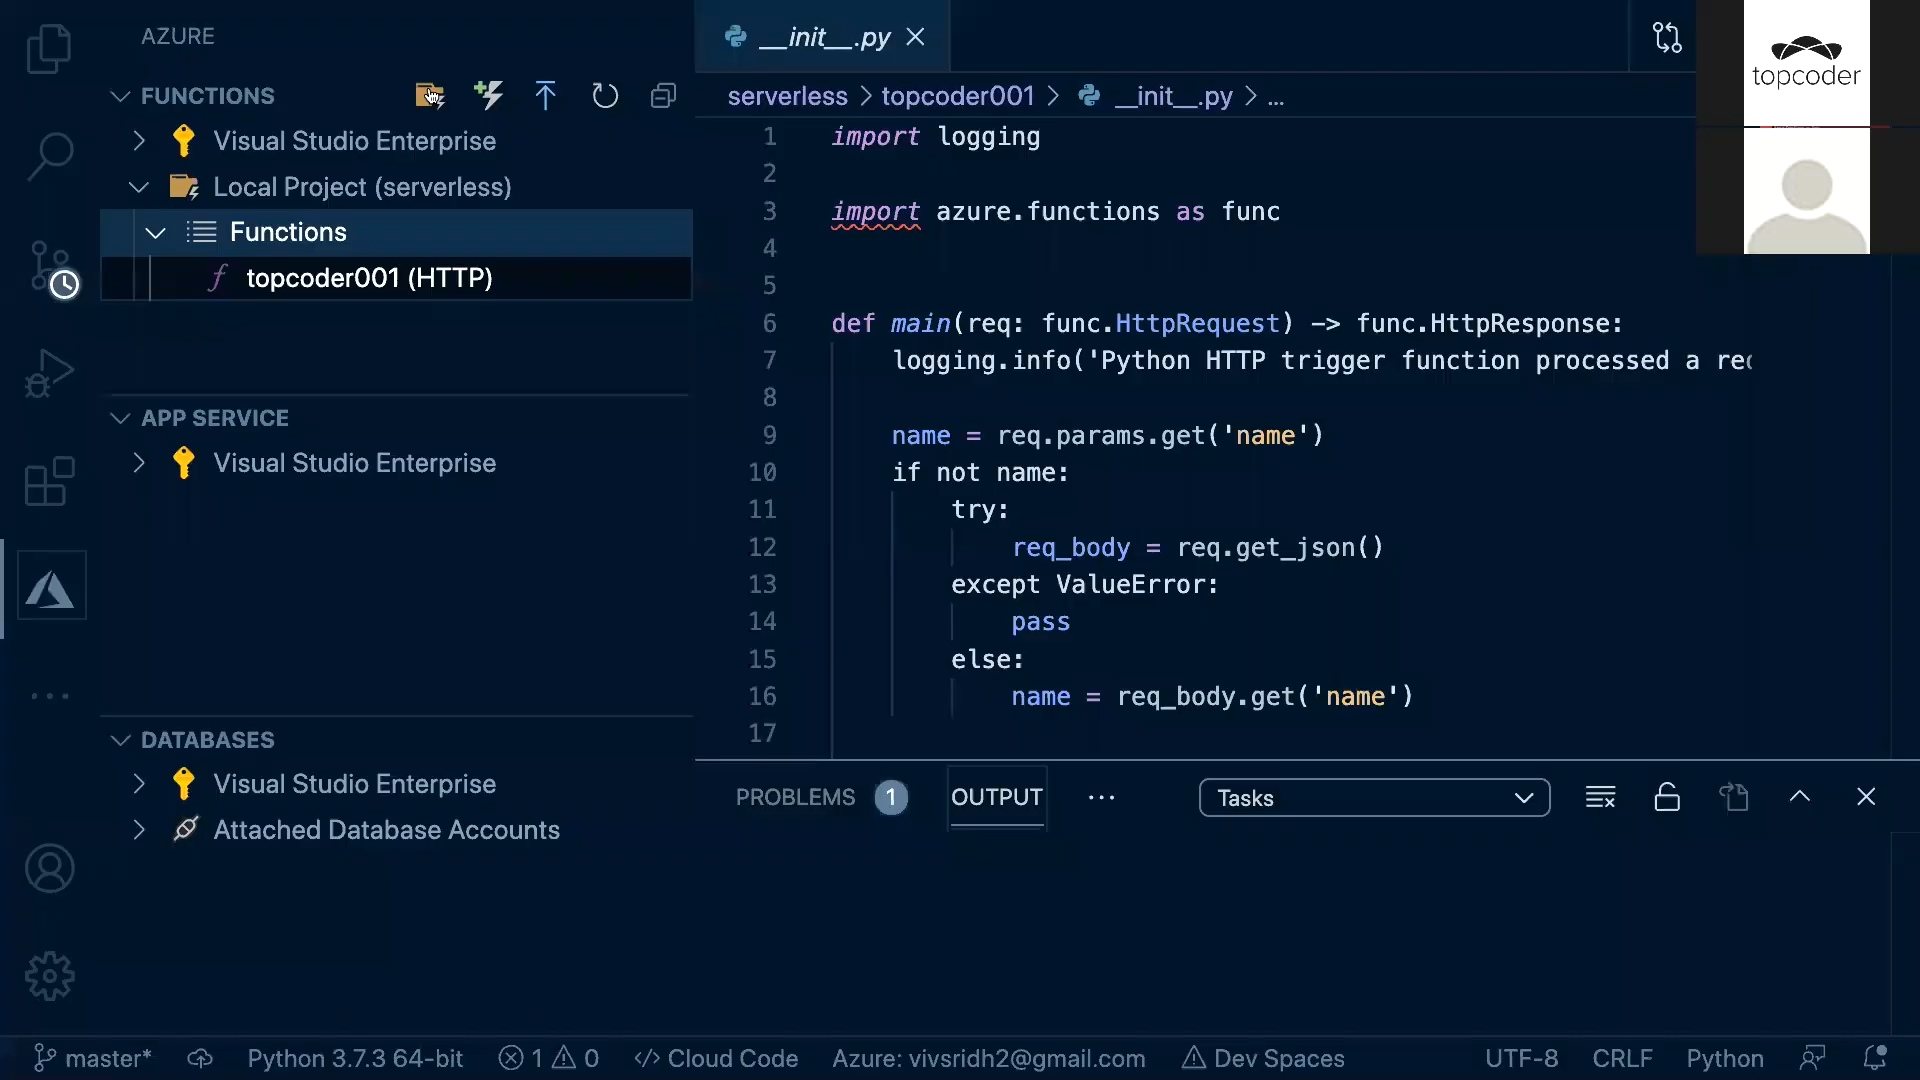 AZURE
FUNCTIONS
Visual Studio Enterprise
Local Project (serverless)
Functions
f topcoder001 (HTTP)
APP SERVICE
Visual Studio Enterprise
DATABASES
Visual Studio Enterprise
Attached Database Accounts
__init__.py
serverless > topcoder001 > __init__.py > ...
1 import logging
2
3 import azure.functions as func
4
5
6 def main(req: func.HttpRequest) -> func.HttpResponse:
7 logging.info('Python HTTP trigger function processed a rec
8
9 name = req.params.get('name')
10 if not name:
11 try:
12 req_body = req.get_json()
13 except ValueError:
14 pass
15 else:
16 name = req_body.get('name')
17
topcoder
PROBLEMS 1 OUTPUT ... Tasks
master* Python 3.7.3 64-bit 1 0 </> Cloud Code Azure: vivsridh2@gmail.com Dev Spaces UTF-8 CRLF Python